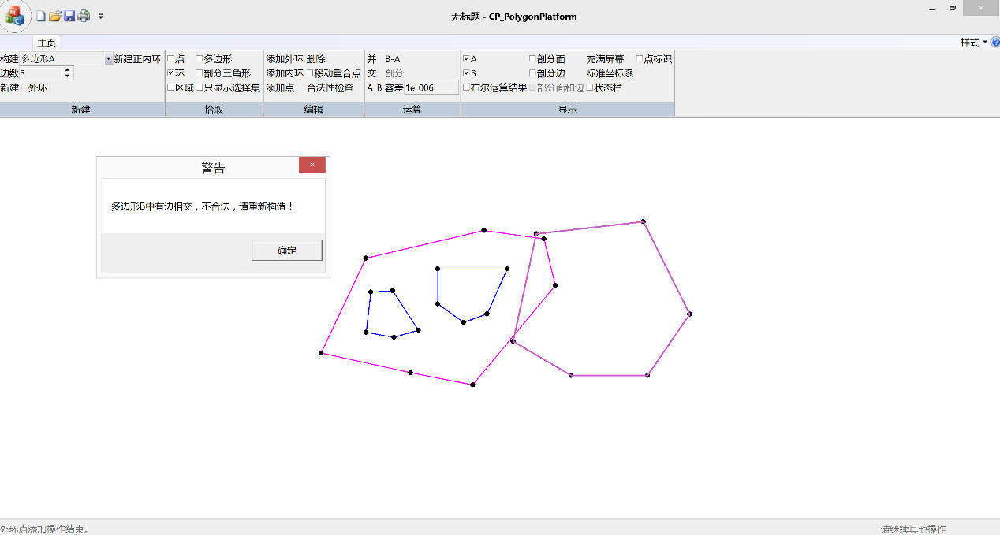 无标题 - CP_PolygonPlatform
主页
样式
构建 多边形A 新建正内环
边数 3
新建正外环
新建
点 多边形
环 剖分三角形
区域 只显示选择集
拾取
添加外环 删除
添加内环 移动重合点
添加点 合法性检查
编辑
并 B-A
交 剖分
A B 容差 1e 006
运算
A 剖分面 充满屏幕 点标识
B 剖分边 标准坐标系
布尔运算结果 剖分面和边 状态栏
显示
警告
多边形B中有边相交，不合法，请重新构造！
确定
外环点添加操作结束。
请继续其他操作